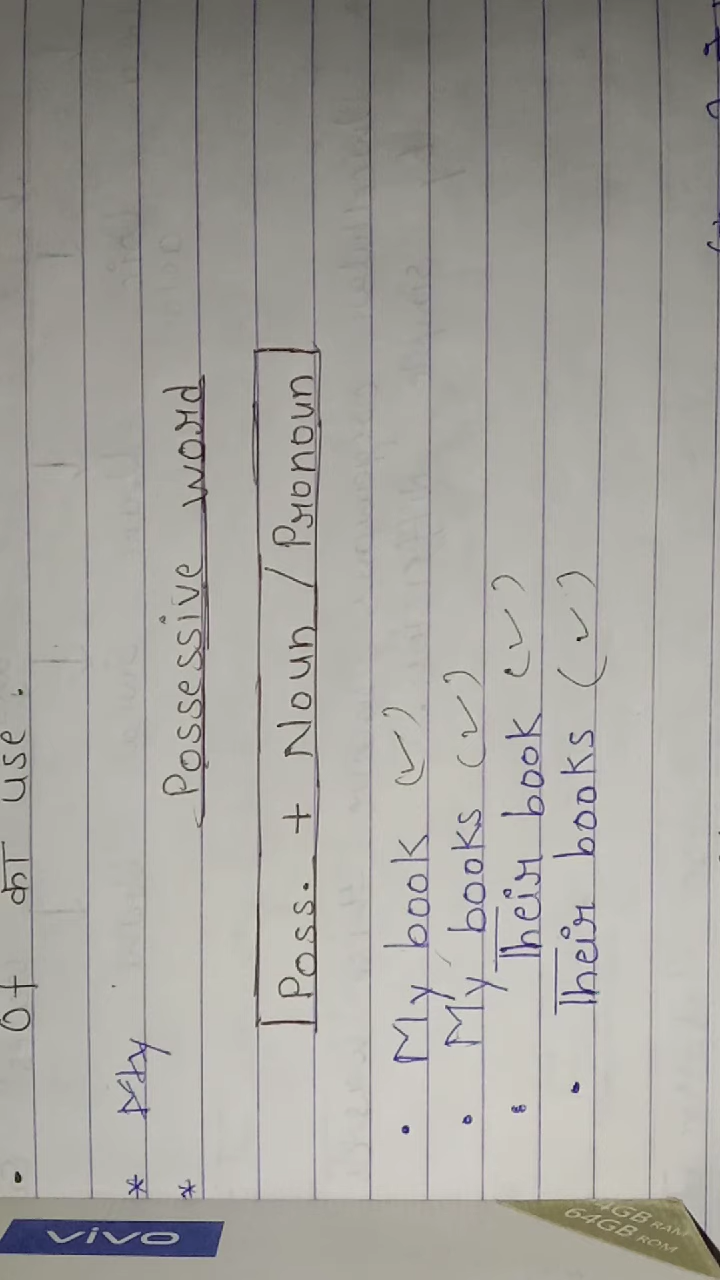 • of का use.
*
* Possessive word
Poss. + Noun / Pronoun
• My book (✓)
• My books (✓)
• Their book (✓)
• Their books (✓)
vivo
4GB RAM
64GB ROM